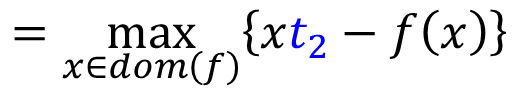 = max_{x∈dom(f)} {xt₂ − f(x)}